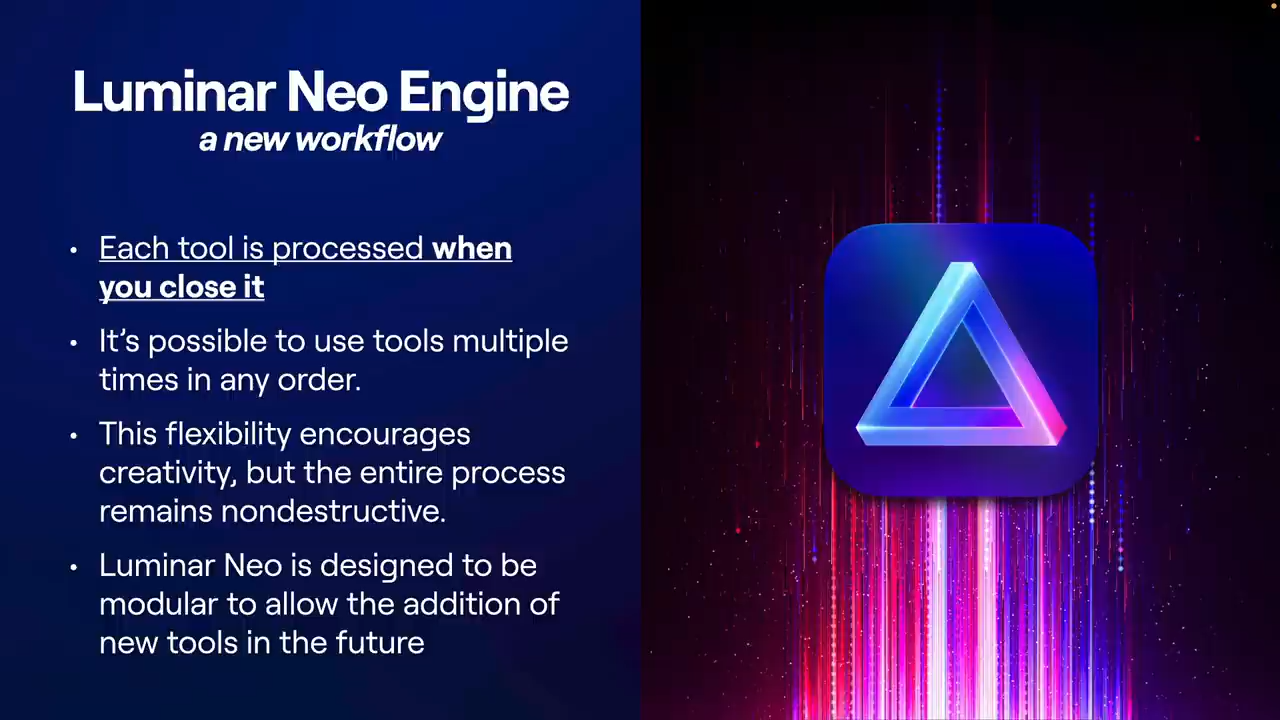 Luminar Neo Engine
a new workflow
• Each tool is processed when
you close it
• It’s possible to use tools multiple
times in any order.
• This flexibility encourages
creativity, but the entire process
remains nondestructive.
• Luminar Neo is designed to be
modular to allow the addition of
new tools in the future